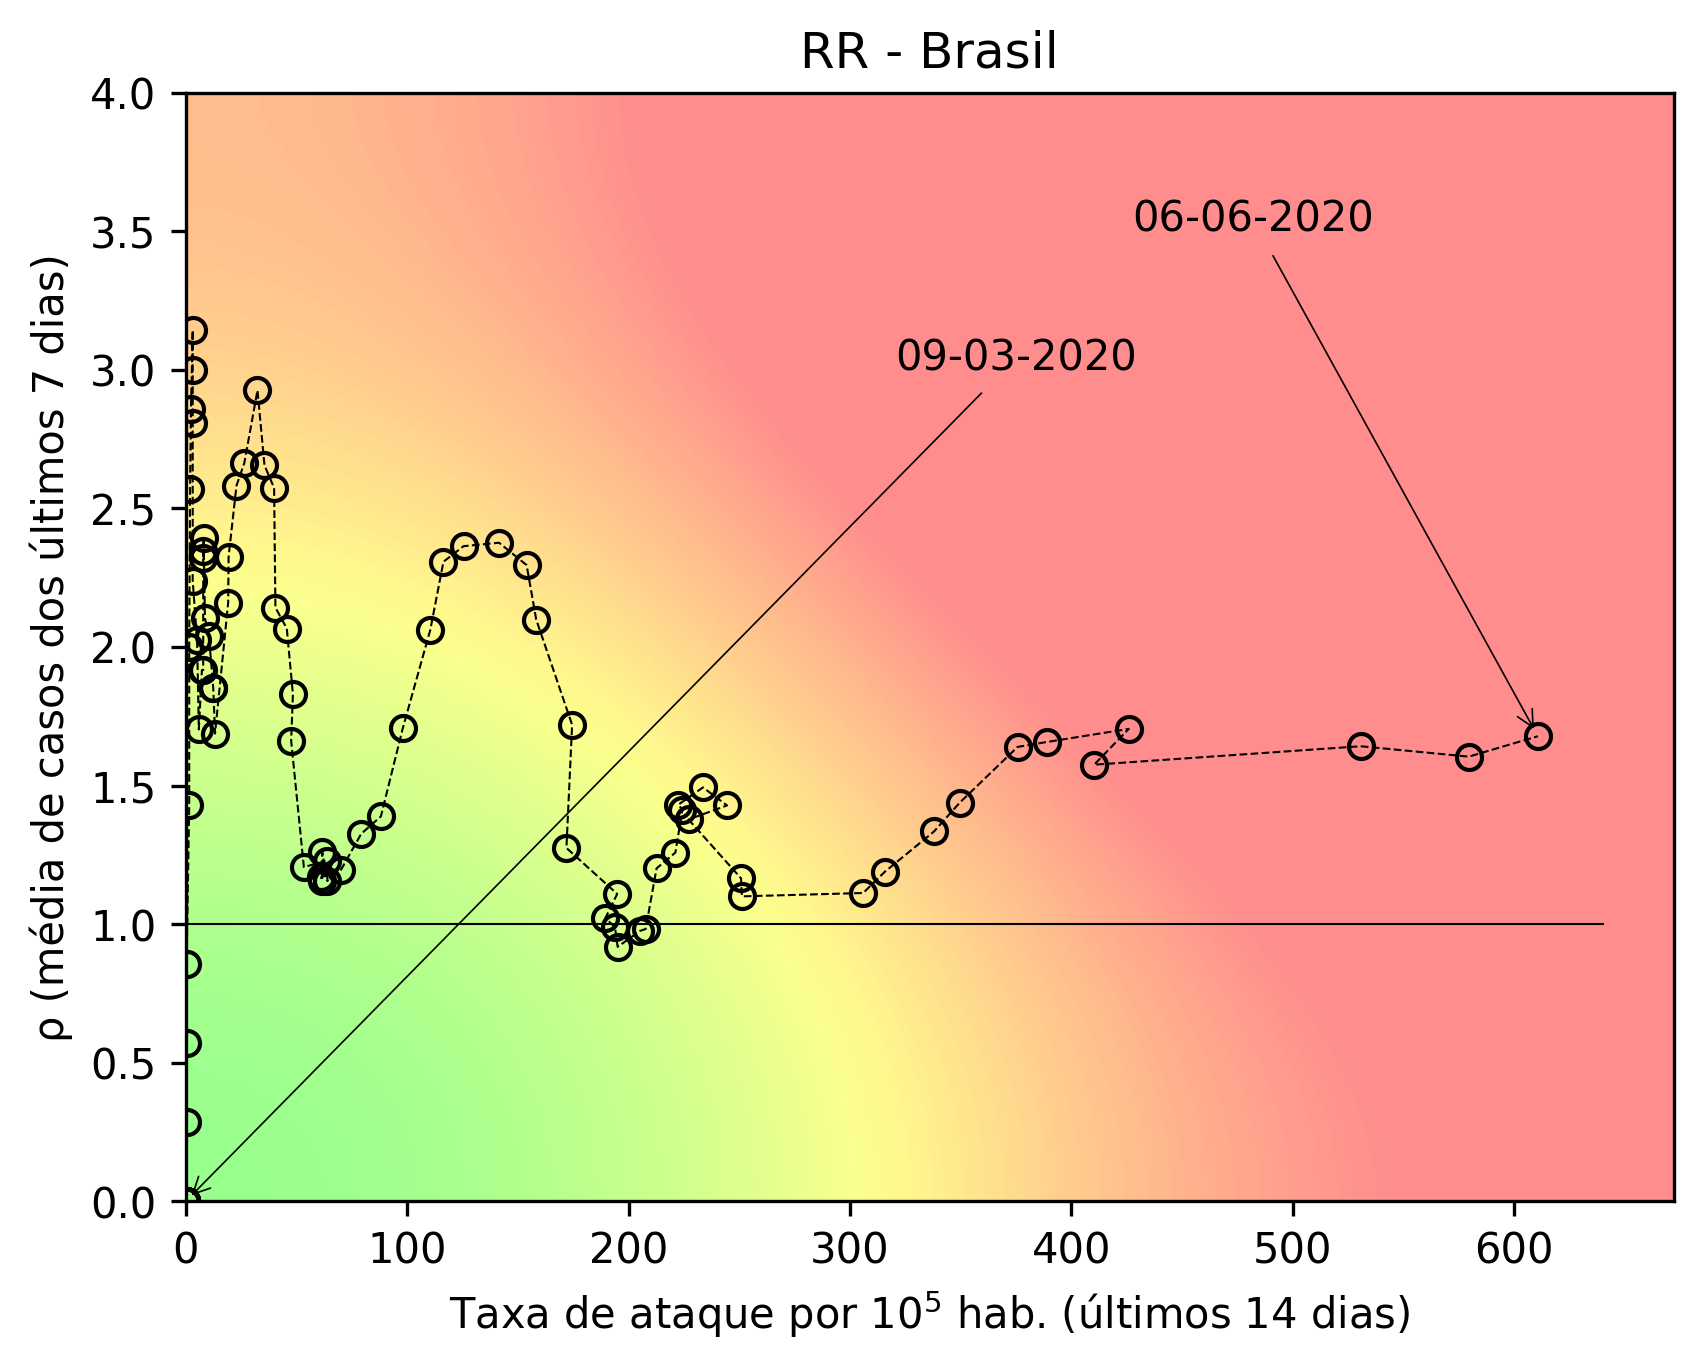 RR - Brasil
4.0
3.5
3.0
2.5
2.0
1.5
1.0
0.5
0.0
ρ (média de casos dos últimos 7 dias)
06-06-2020
09-03-2020
0 100 200 300 400 500 600
Taxa de ataque por 10⁵ hab. (últimos 14 dias)